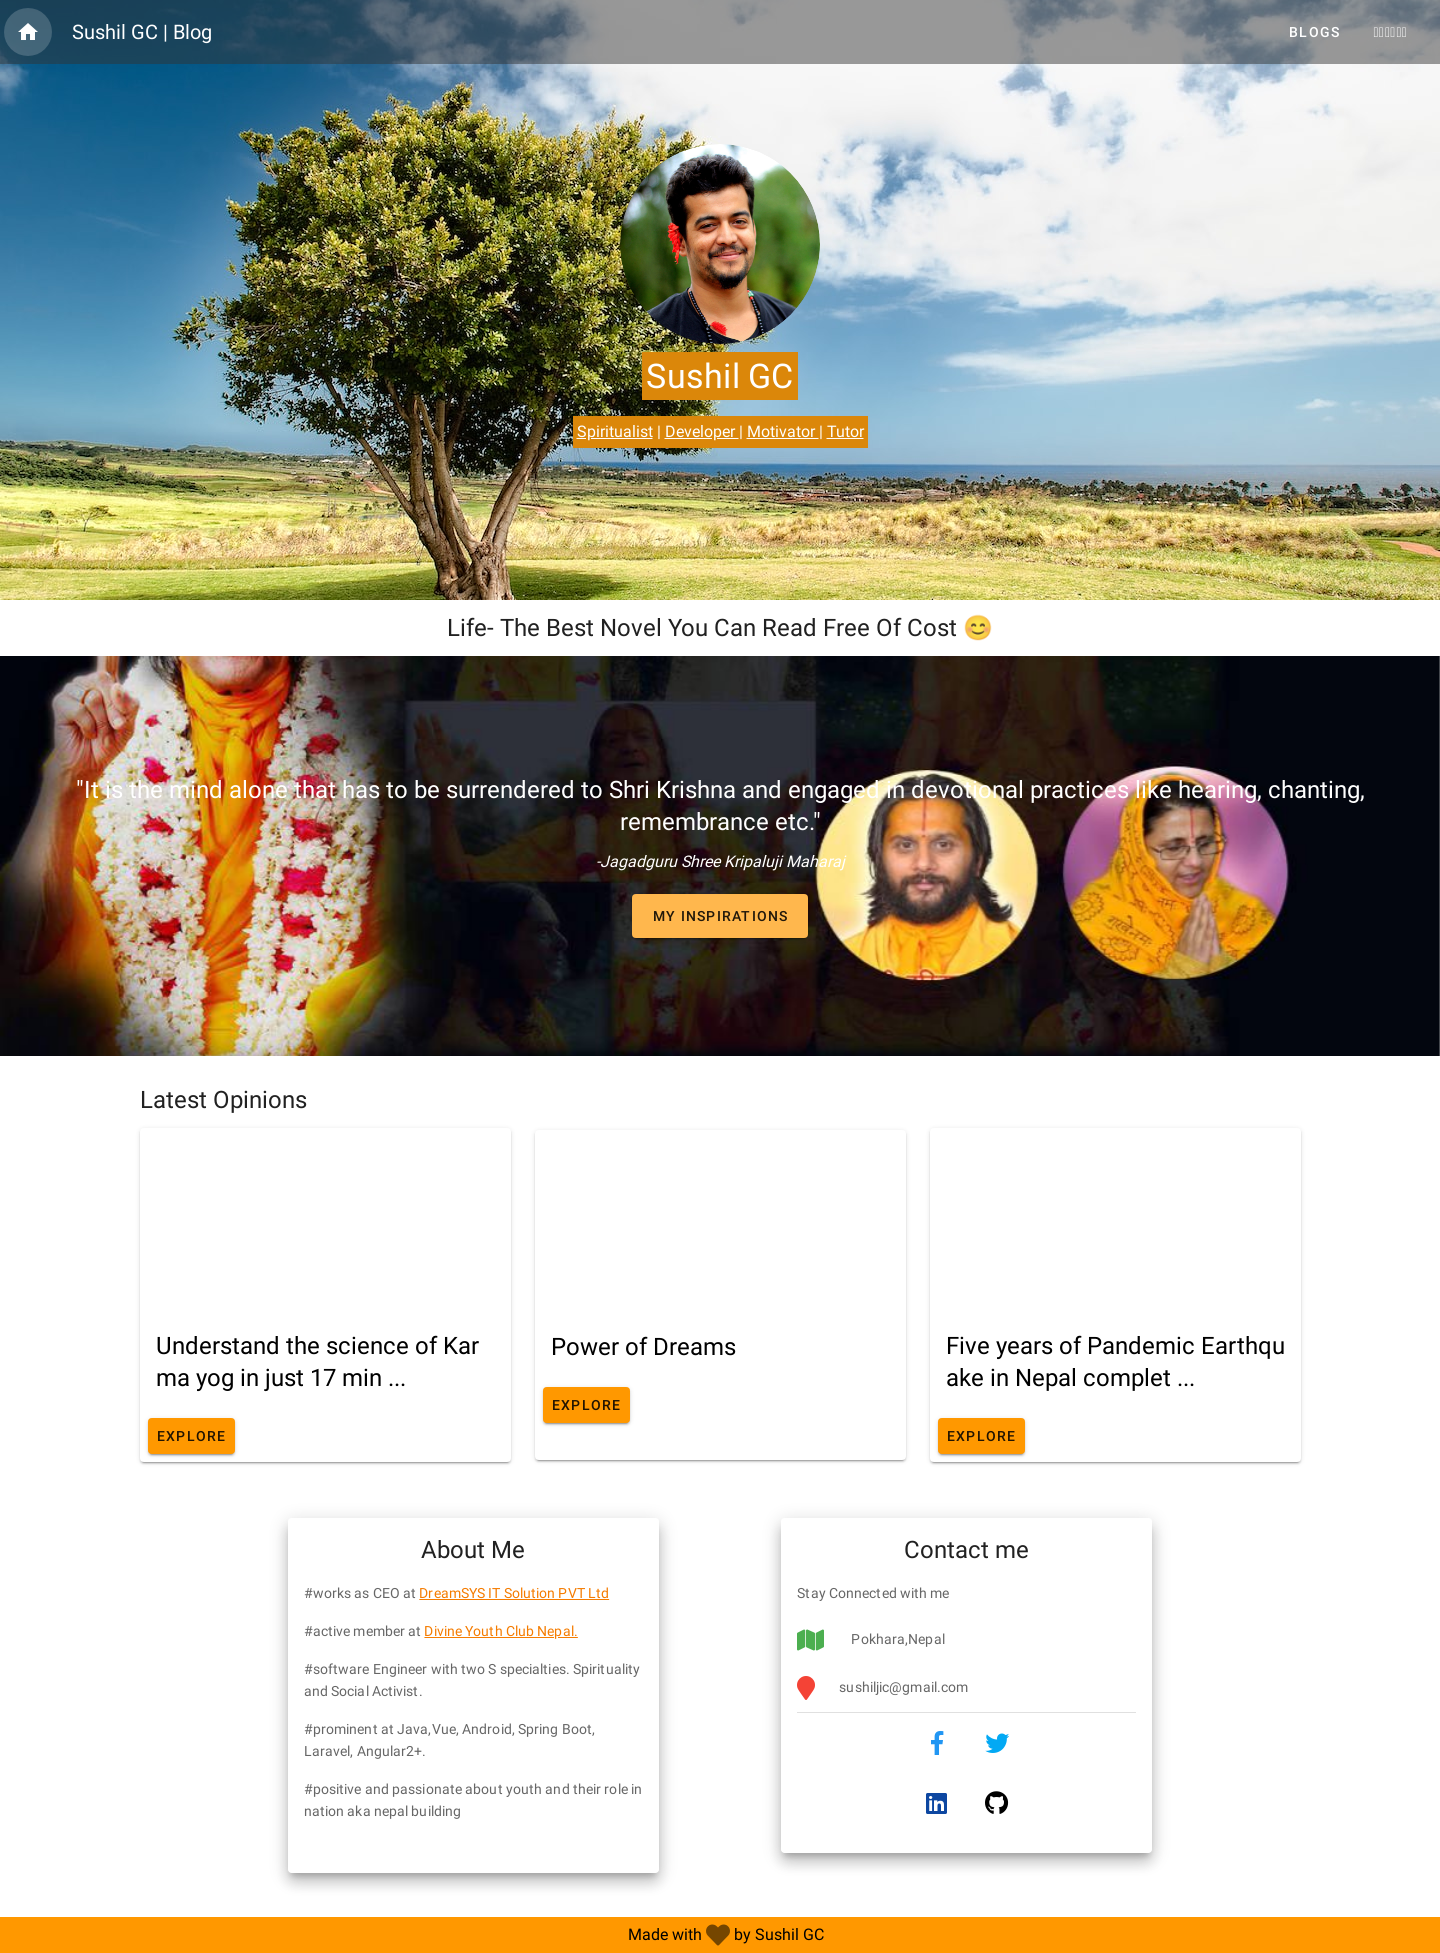 Sushil GC | Blog
BLOGS
Sushil GC
Spiritualist | Developer | Motivator | Tutor
Life- The Best Novel You Can Read Free Of Cost 😊
"It is the mind alone that has to be surrendered to Shri Krishna and engaged in devotional practices like hearing, chanting,
remembrance etc."
-Jagadguru Shree Kripaluji Maharaj
MY INSPIRATIONS
Latest Opinions
Understand the science of Kar
ma yog in just 17 min ...
EXPLORE
Power of Dreams
EXPLORE
Five years of Pandemic Earthqu
ake in Nepal complet ...
EXPLORE
About Me
#works as CEO at DreamSYS IT Solution PVT Ltd
#active member at Divine Youth Club Nepal.
#software Engineer with two S specialties. Spirituality
and Social Activist.
#prominent at Java,Vue, Android, Spring Boot,
Laravel, Angular2+.
#positive and passionate about youth and their role in
nation aka nepal building
Contact me
Stay Connected with me
Pokhara,Nepal
sushiljic@gmail.com
Made with
by Sushil GC